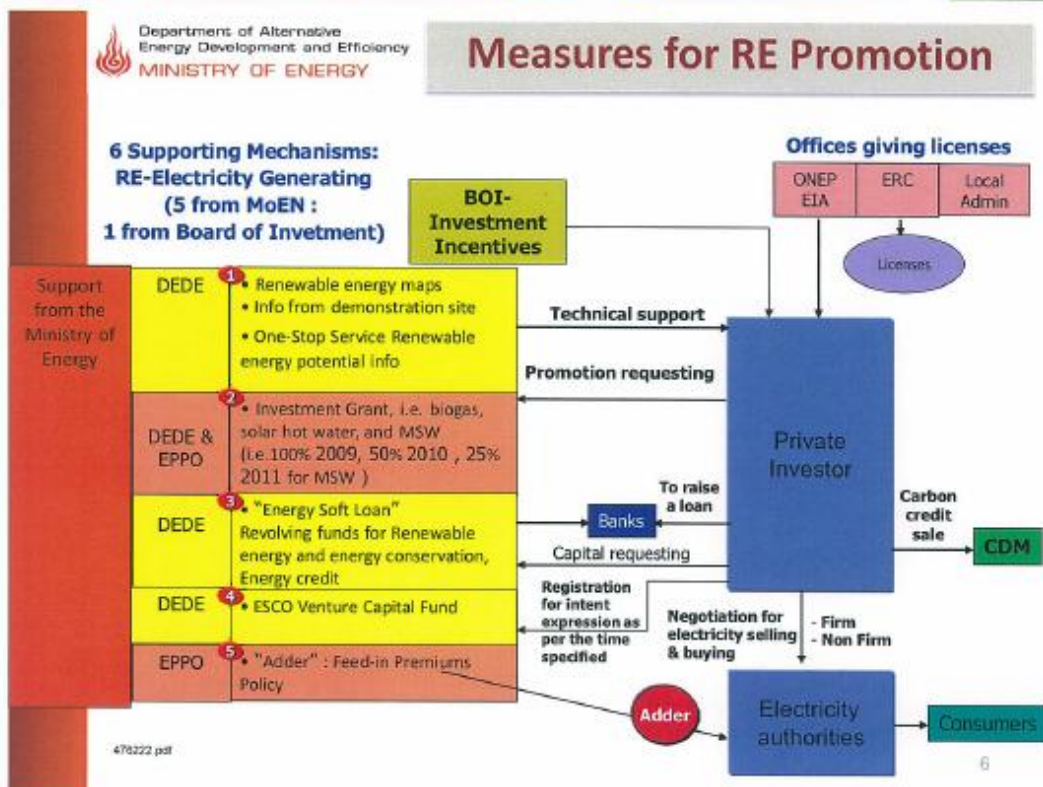 Department of Alternative
Energy Development and Efficiency
MINISTRY OF ENERGY
Measures for RE Promotion
6 Supporting Mechanisms:
RE-Electricity Generating
(5 from MoEN :
1 from Board of Invetment)
BOI-
Investment
Incentives
Offices giving licenses
ONEP
EIA
ERC
Local
Admin
Licenses
Support
from the
Ministry of
Energy
DEDE
1
• Renewable energy maps
• Info from demonstration site
• One-Stop Service Renewable
energy potential info
DEDE &
EPPO
2
• Investment Grant, i.e. biogas,
solar hot water, and MSW
(i.e.100% 2009, 50% 2010 , 25%
2011 for MSW )
DEDE
3
• "Energy Soft Loan"
Revolving funds for Renewable
energy and energy conservation,
Energy credit
DEDE
4
• ESCO Venture Capital Fund
EPPO
5
• "Adder" : Feed-in Premiums
Policy
Technical support
Promotion requesting
Private
Investor
To raise
a loan
Banks
Capital requesting
Carbon
credit
sale
CDM
Registration
for intent
expression as
per the time
specified
Negotiation for
electricity selling
& buying
- Firm
- Non Firm
Adder
Electricity
authorities
Consumers
476222.pdf
6